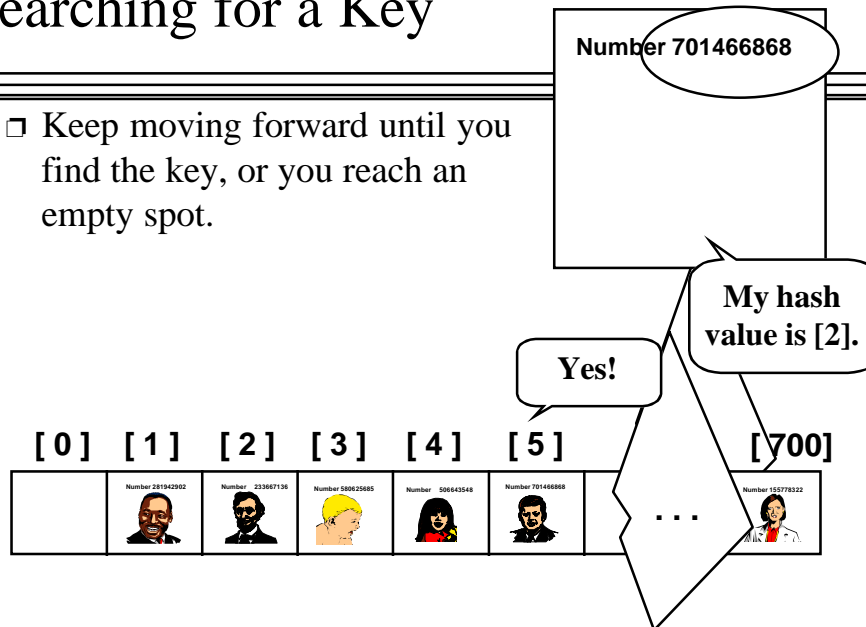 earching for a Key
Number 701466868
❒ Keep moving forward until you
find the key, or you reach an
empty spot.
My hash
value is [2].
Yes!
[ 0 ] [ 1 ] [ 2 ] [ 3 ] [ 4 ] [ 5 ] [ 700]
Number 281942902 Number 233667136 Number 580625685 Number 506643548 Number 701466868 . . . Number 155778322